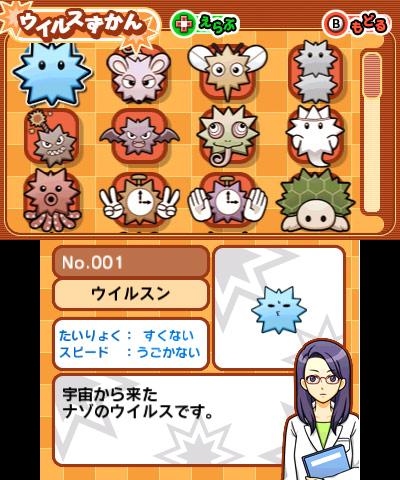 ウイルスずかん
えらぶ
B もどる
No.001
ウイルスン
たいりょく： すくない
スピード ：うごかない
宇宙から来た
ナゾのウイルスです。